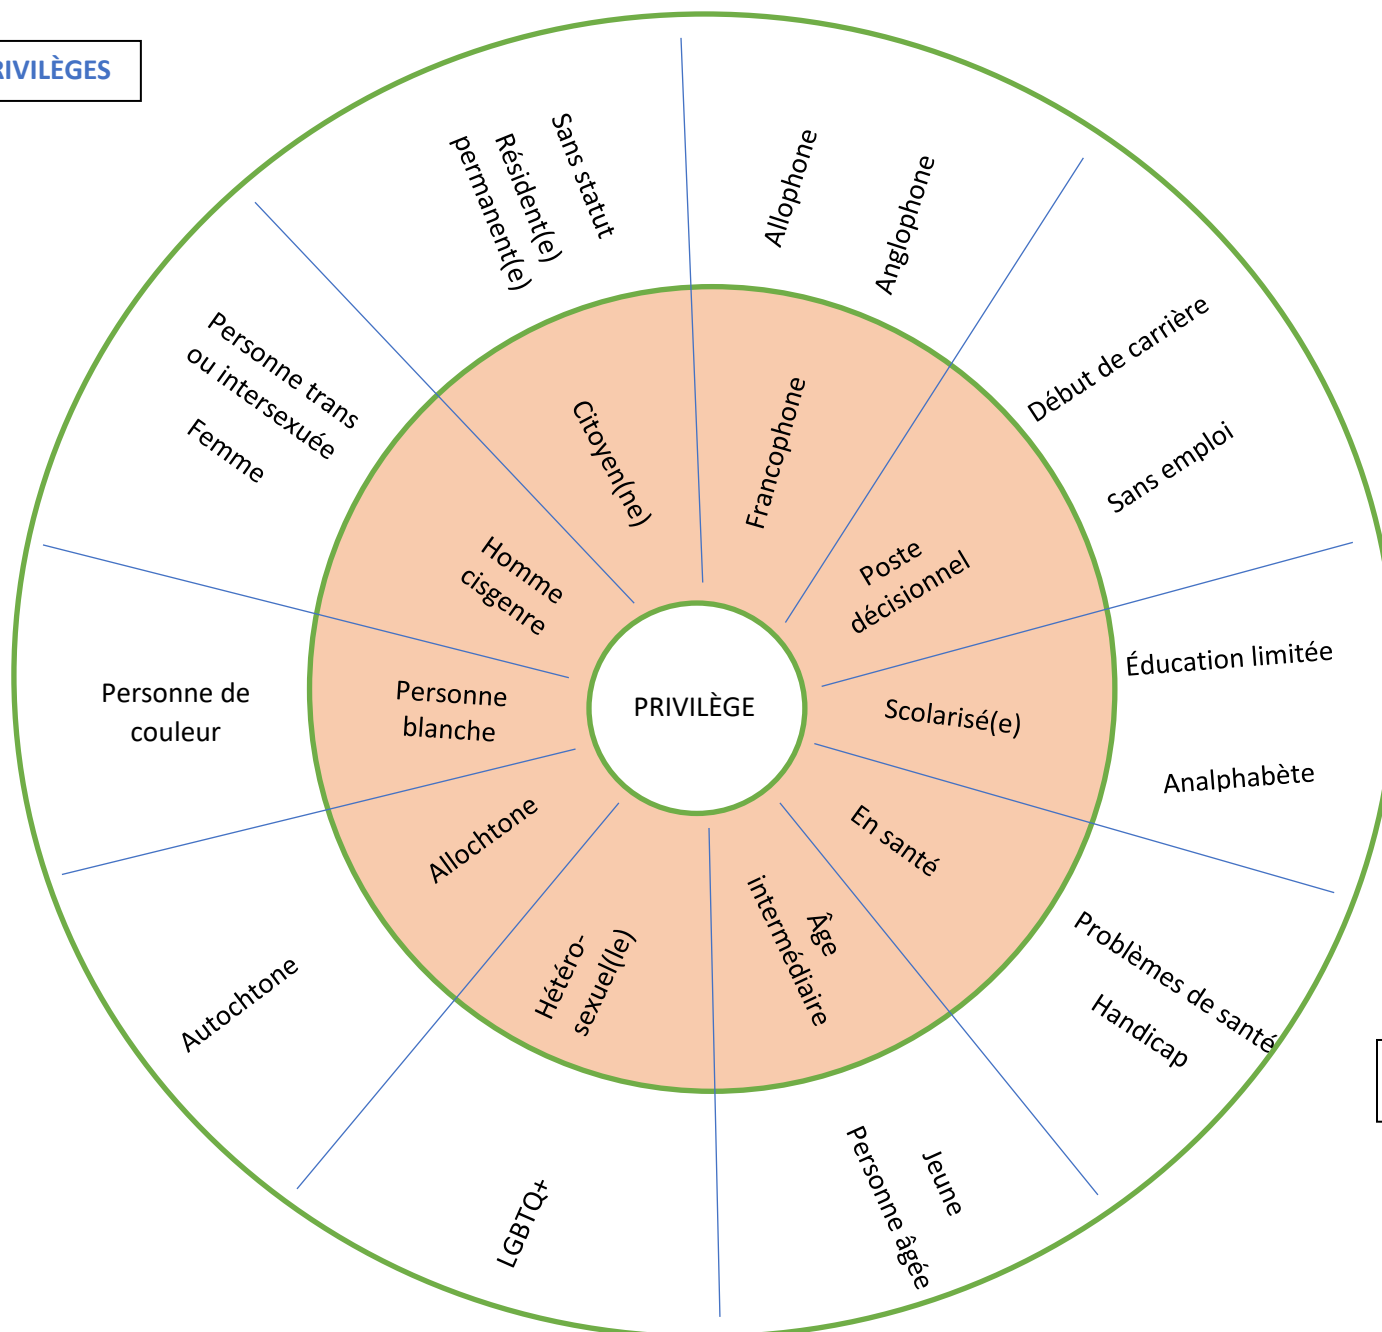 RIVILÈGES
Sans statut
Résident(e)
permanent(e)
Allophone
Anglophone
Début de carrière
Sans emploi
Éducation limitée
Analphabète
Problèmes de santé
Handicap
Jeune
Personne âgée
LGBTQ+
Autochtone
Personne de
couleur
Personne trans
ou intersexuée
Femme
Citoyen(ne)
Francophone
Poste
décisionnel
Scolarisé(e)
En santé
Âge
intermédiaire
Hétéro-
sexuel(le)
Allochtone
Personne
blanche
Homme
cisgenre
PRIVILÈGE